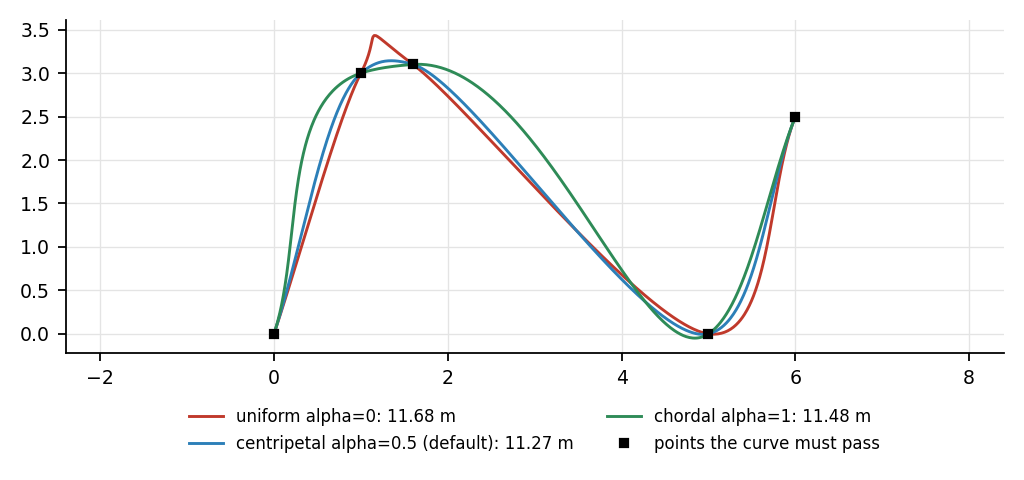 3.5
3.0
2.5
2.0
1.5
1.0
0.5
0.0
−2 0 2 4 6 8
uniform alpha=0: 11.68 m
centripetal alpha=0.5 (default): 11.27 m
chordal alpha=1: 11.48 m
points the curve must pass